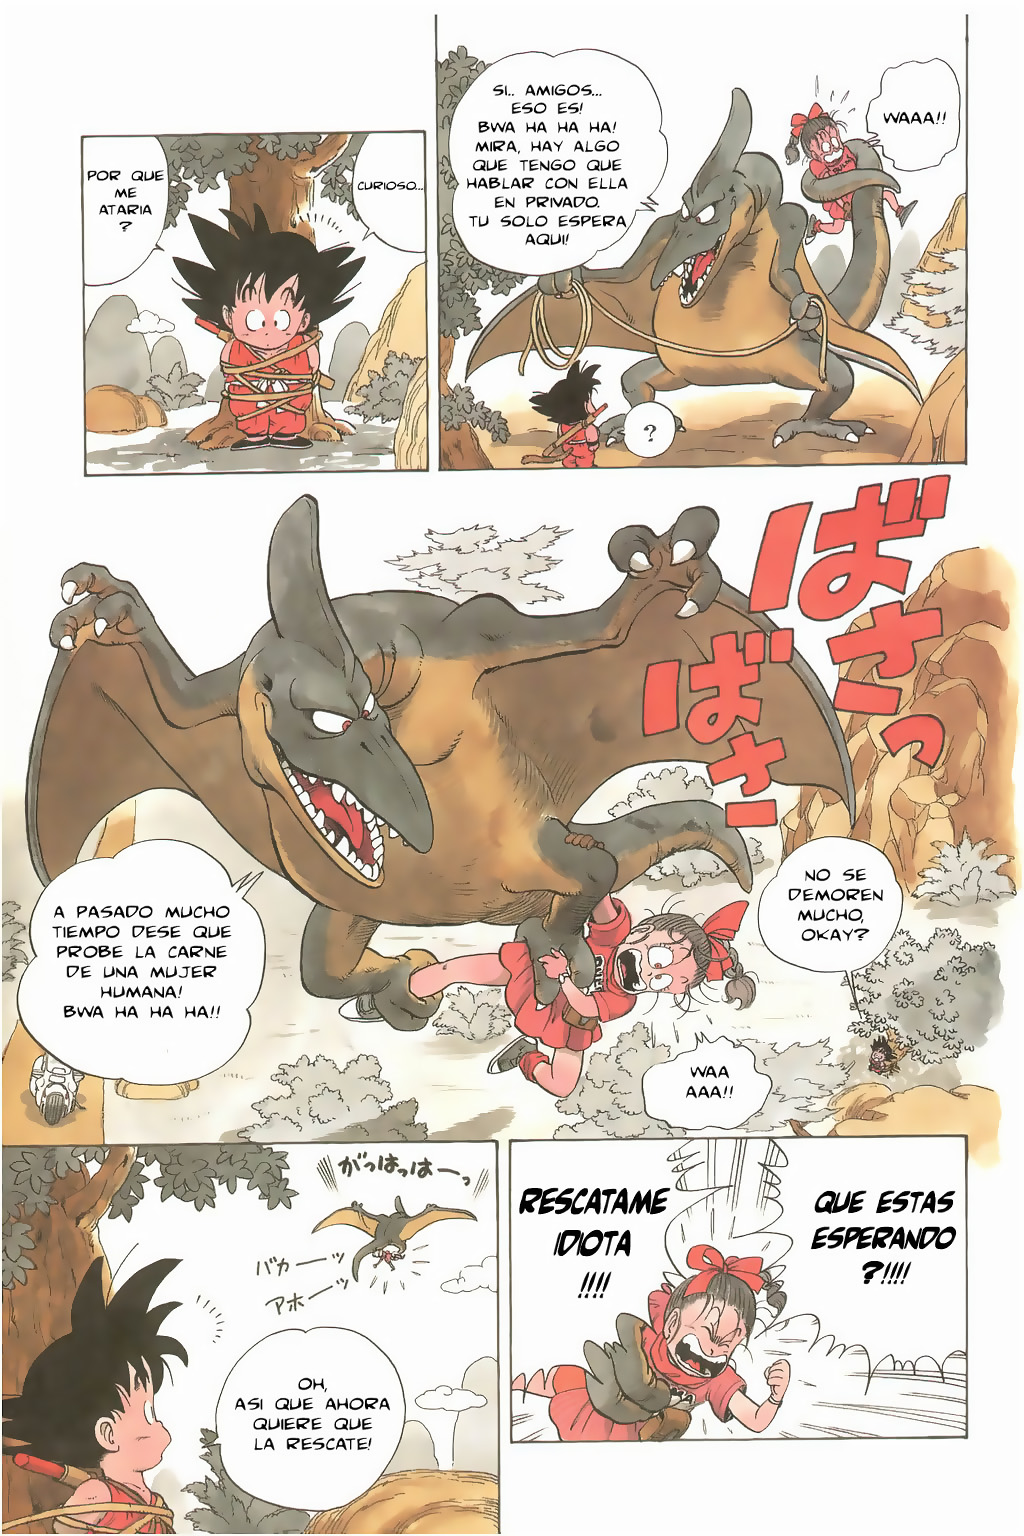 SI.. AMIGOS...
ESO ES!
BWA HA HA HA!
MIRA, HAY ALGO
QUE TENGO QUE
HABLAR CON ELLA
EN PRIVADO.
TU SOLO ESPERA
AQUI!
WAAA!!
?
CURIOSO...
POR QUE
ME
ATARIA
?
ばさっ
ばさ
NO SE
DEMOREN
MUCHO,
OKAY?
A PASADO MUCHO
TIEMPO DESE QUE
PROBE LA CARNE
DE UNA MUJER
HUMANA!
BWA HA HA HA!!
WAA
AAA!!
QUE ESTAS
ESPERANDO
?!!!!
RESCATAME
IDIOTA
!!!!
がっはっはーっ
バカーーッ
アホーーッ
OH,
ASI QUE AHORA
QUIERE QUE
LA RESCATE!